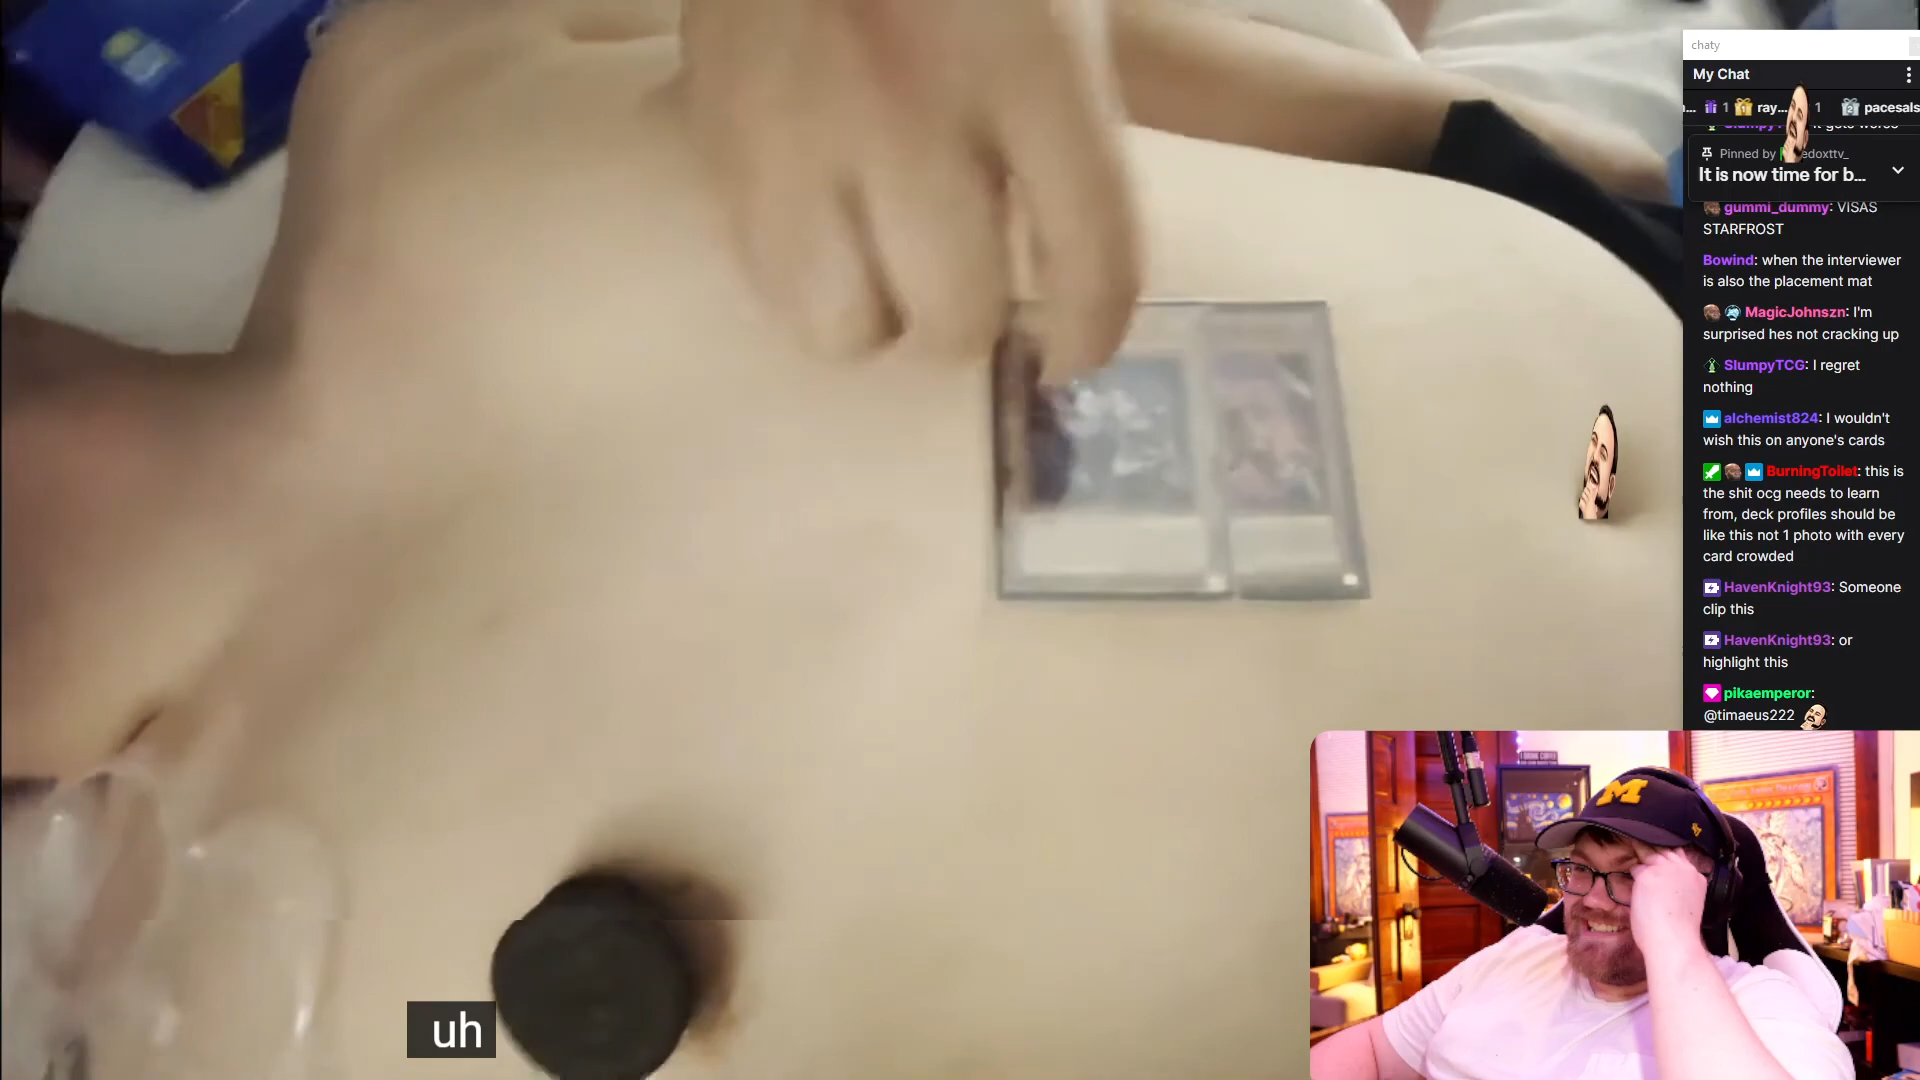 chaty
My Chat
1
ray...
1
pacesals
Pinned by
edoxttv_
It is now time for b...
gummi_dummy: VISAS
STARFROST
Bowind: when the interviewer
is also the placement mat
MagicJohnszn: I'm
surprised hes not cracking up
SlumpyTCG: I regret
nothing
alchemist824: I wouldn't
wish this on anyone's cards
BurningToilet: this is
the shit ocg needs to learn
from, deck profiles should be
like this not 1 photo with every
card crowded
HavenKnight93: Someone
clip this
HavenKnight93: or
highlight this
pikaemperor:
@timaeus222
M
uh